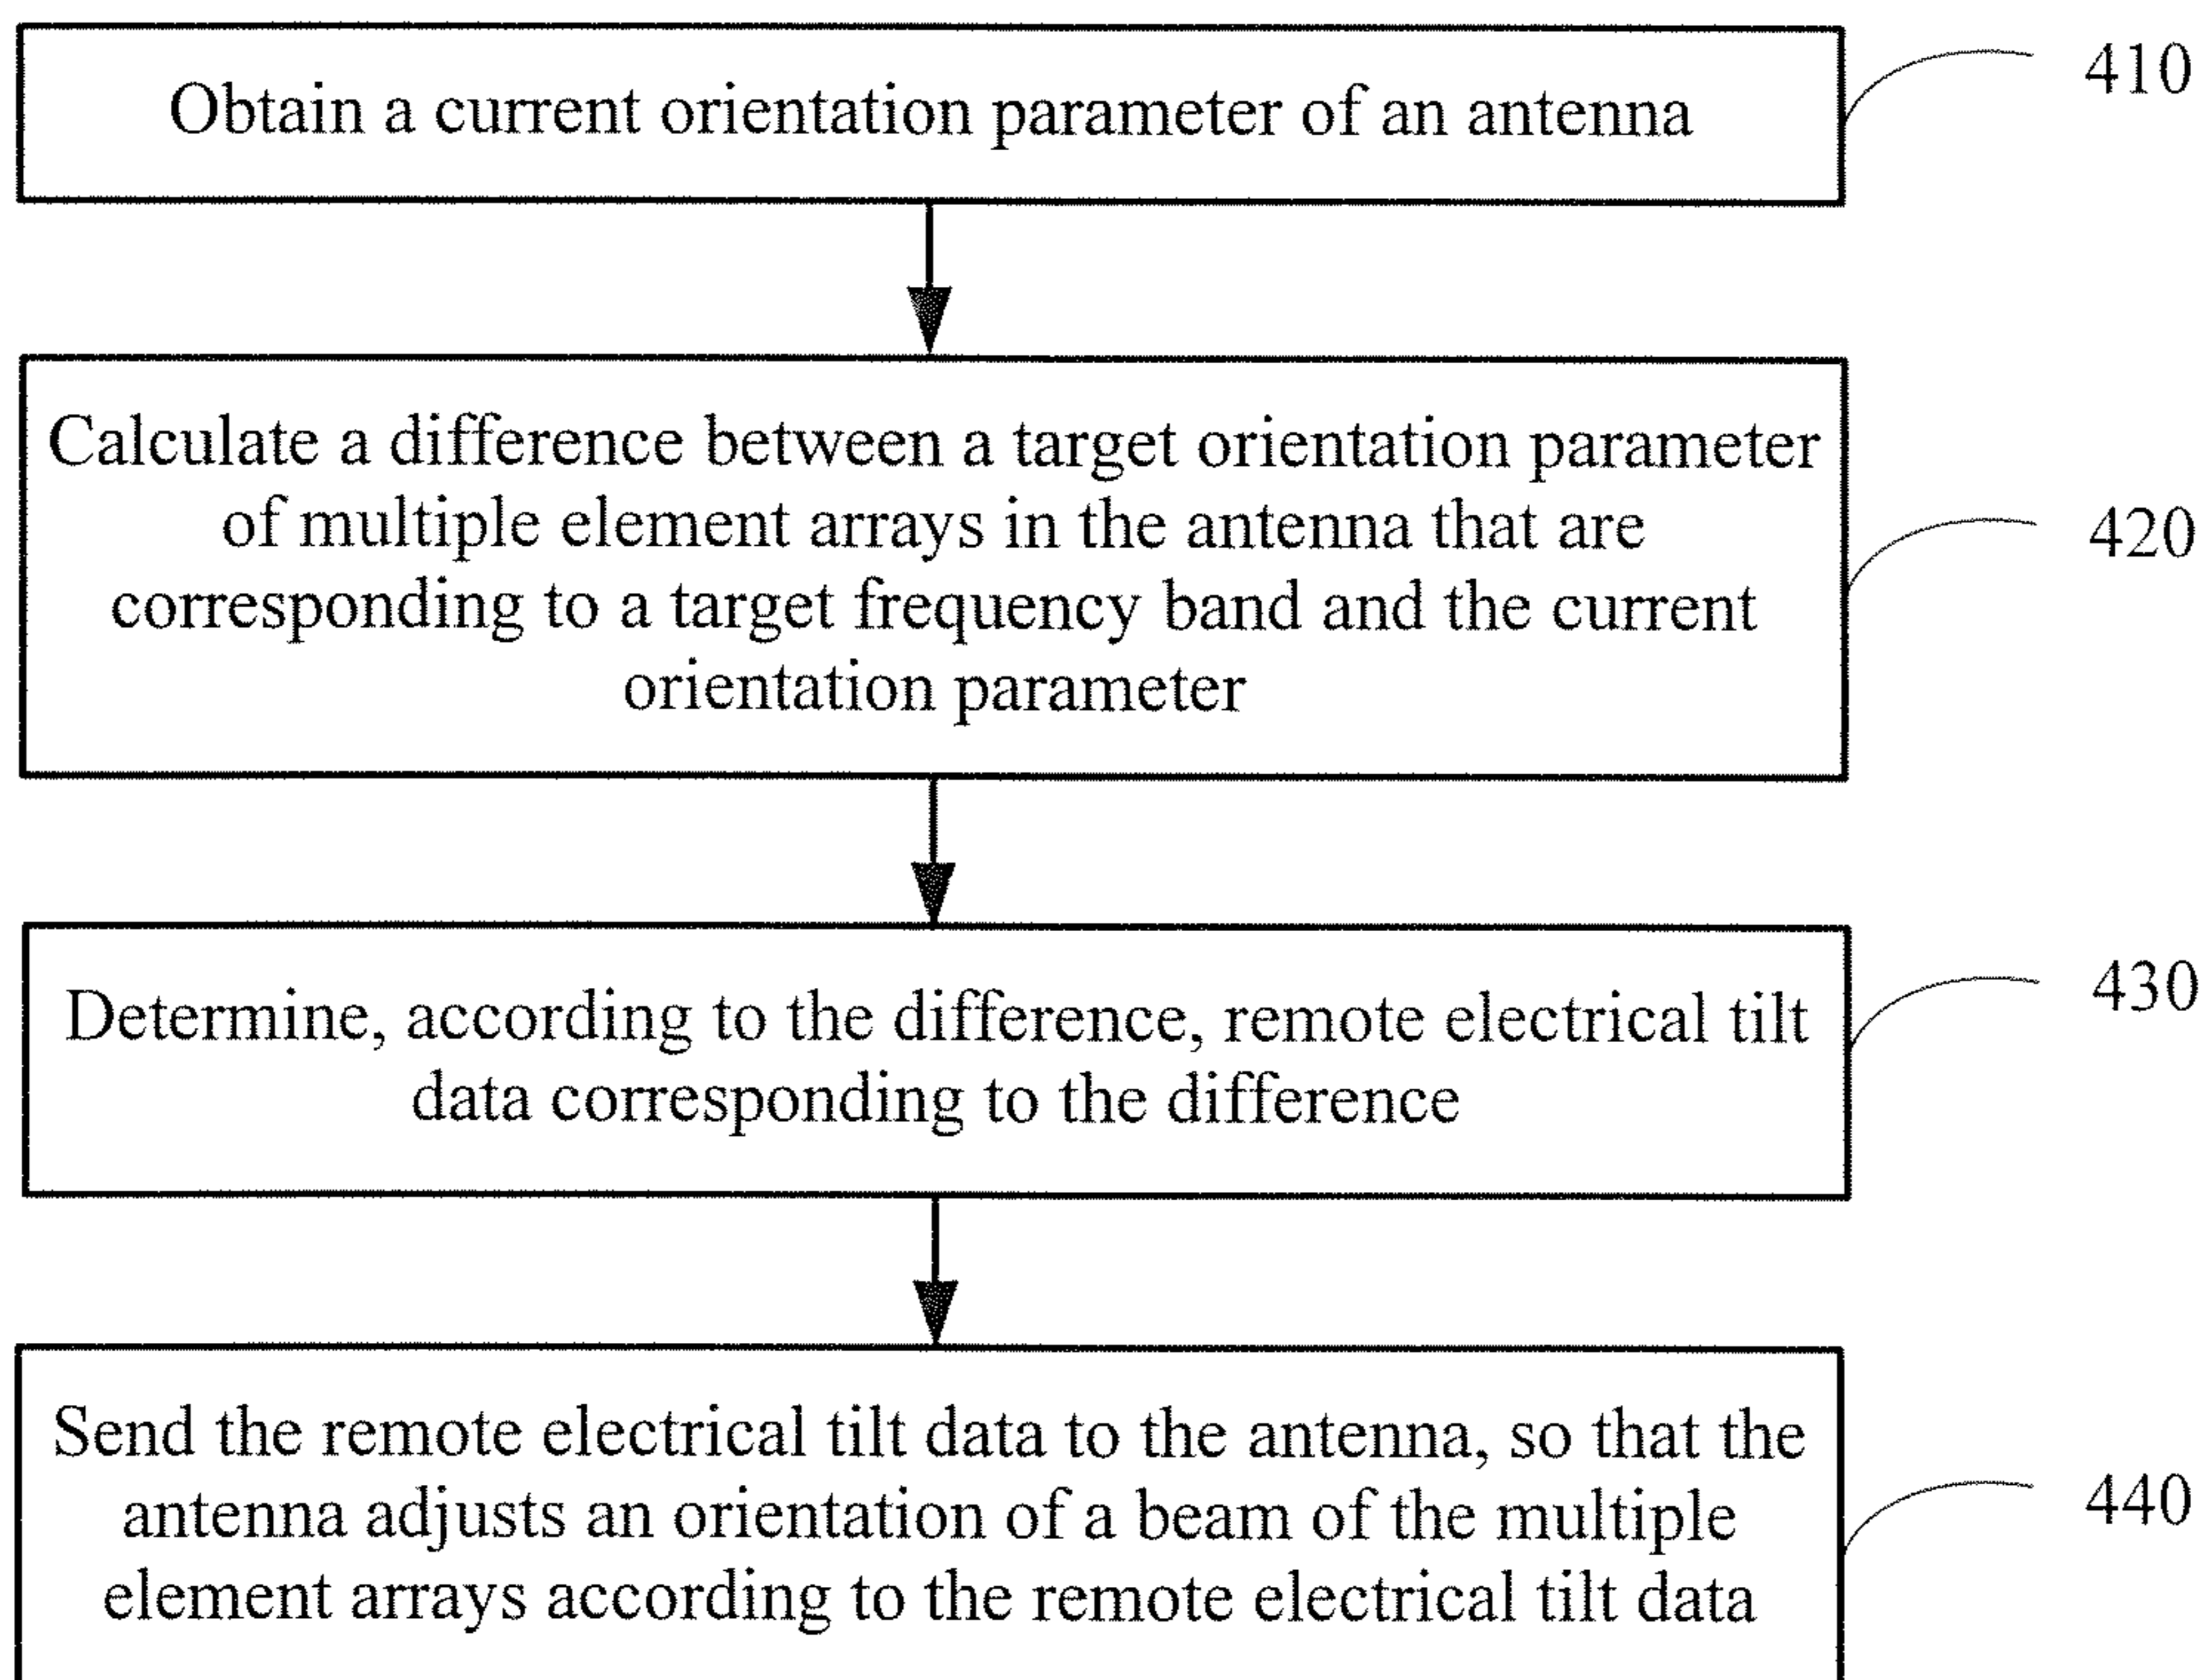 Obtain a current orientation parameter of an antenna
410
Calculate a difference between a target orientation parameter
of multiple element arrays in the antenna that are
corresponding to a target frequency band and the current
orientation parameter
420
Determine, according to the difference, remote electrical tilt
data corresponding to the difference
430
Send the remote electrical tilt data to the antenna, so that the
antenna adjusts an orientation of a beam of the multiple
element arrays according to the remote electrical tilt data
440